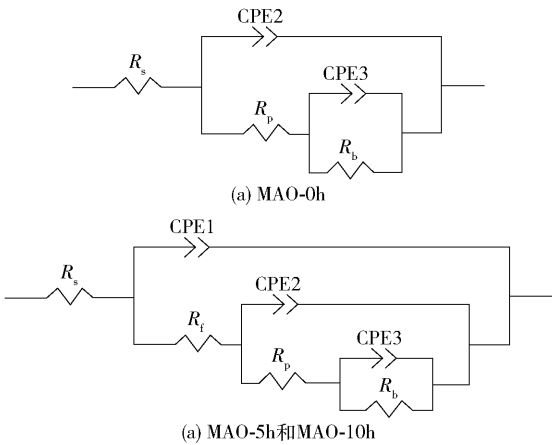 CPE2
Rs
CPE3
Rp
Rb
(a) MAO-0h
CPE1
Rs
CPE2
Rf
CPE3
Rp
Rb
(a) MAO-5h和MAO-10h